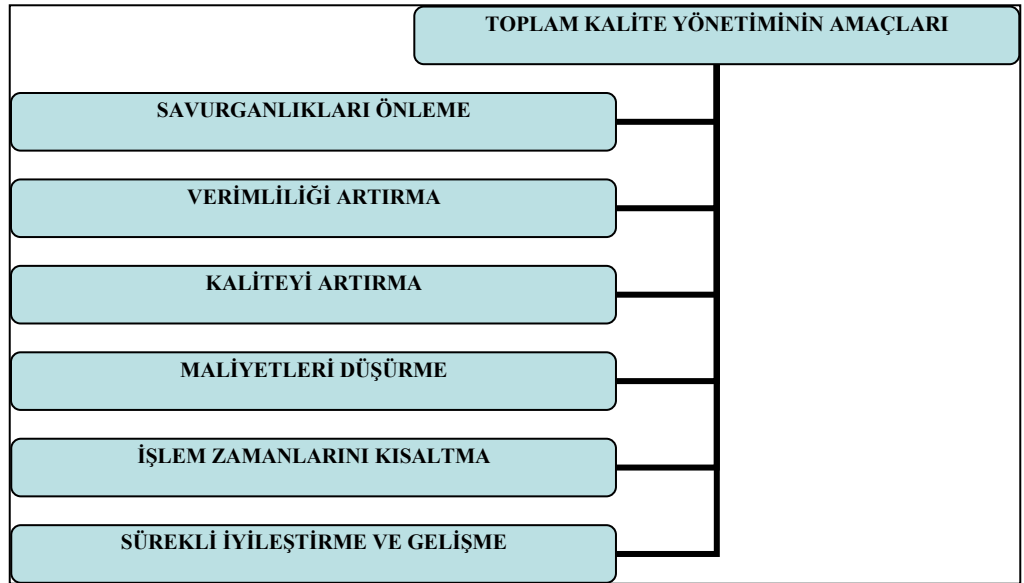 TOPLAM KALİTE YÖNETİMİNİN AMAÇLARI
SAVURGANLIKLARI ÖNLEME
VERİMLİLİĞİ ARTIRMA
KALİTEYİ ARTIRMA
MALİYETLERİ DÜŞÜRME
İŞLEM ZAMANLARINI KISALTMA
SÜREKLİ İYİLEŞTİRME VE GELİŞME